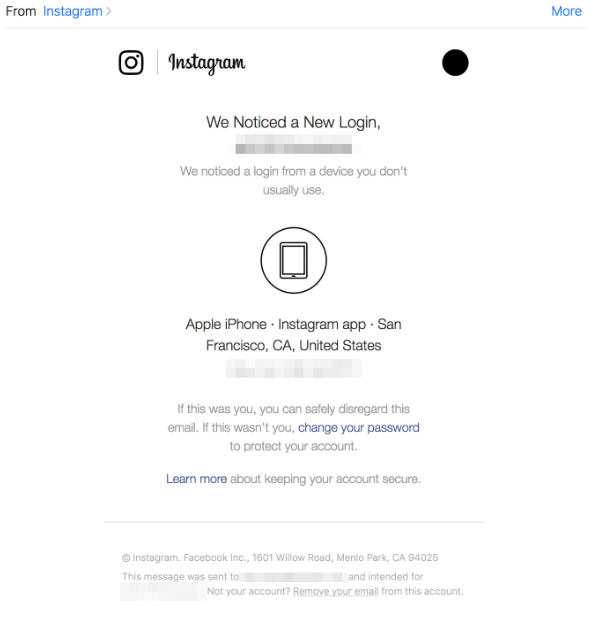 From Instagram
More
Instagram
We Noticed a New Login,
We noticed a login from a device you don't
usually use.
Apple iPhone · Instagram app · San
Francisco, CA, United States
If this was you, you can safely disregard this
email. If this wasn't you, change your password
to protect your account.
Learn more about keeping your account secure.
© Instagram. Facebook Inc., 1601 Willow Road, Menlo Park, CA 94025
This message was sent to and intended for
Not your account? Remove your email from this account.